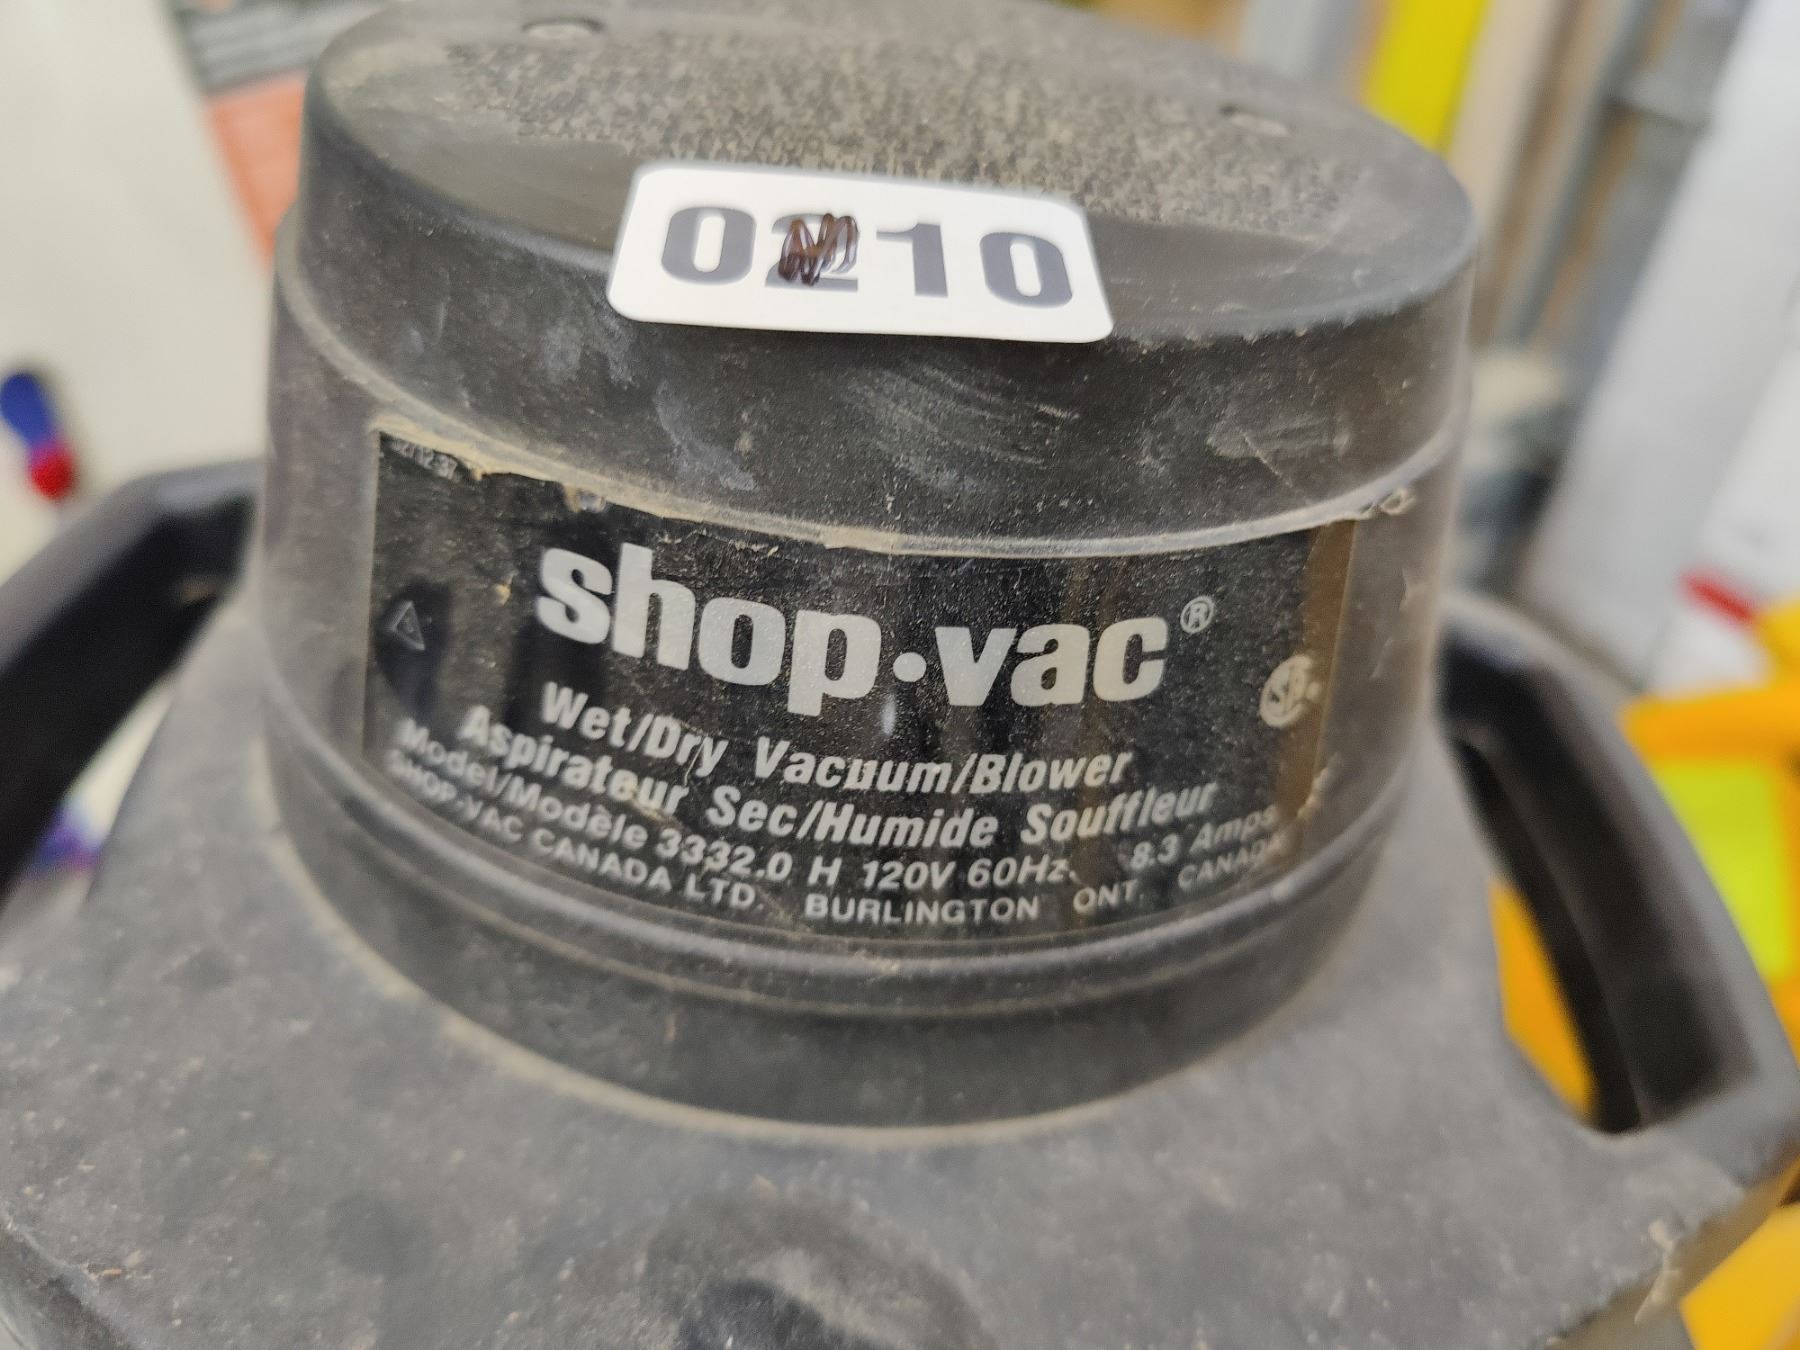 0210
shop·vac®
Wet/Dry Vacuum/Blower
Aspirateur Sec/Humide Souffleur
Model/Modèle 3332.0 H 120V 60Hz. 8.3 Amps
SHOP-VAC CANADA LTD. BURLINGTON ONT. CANADA